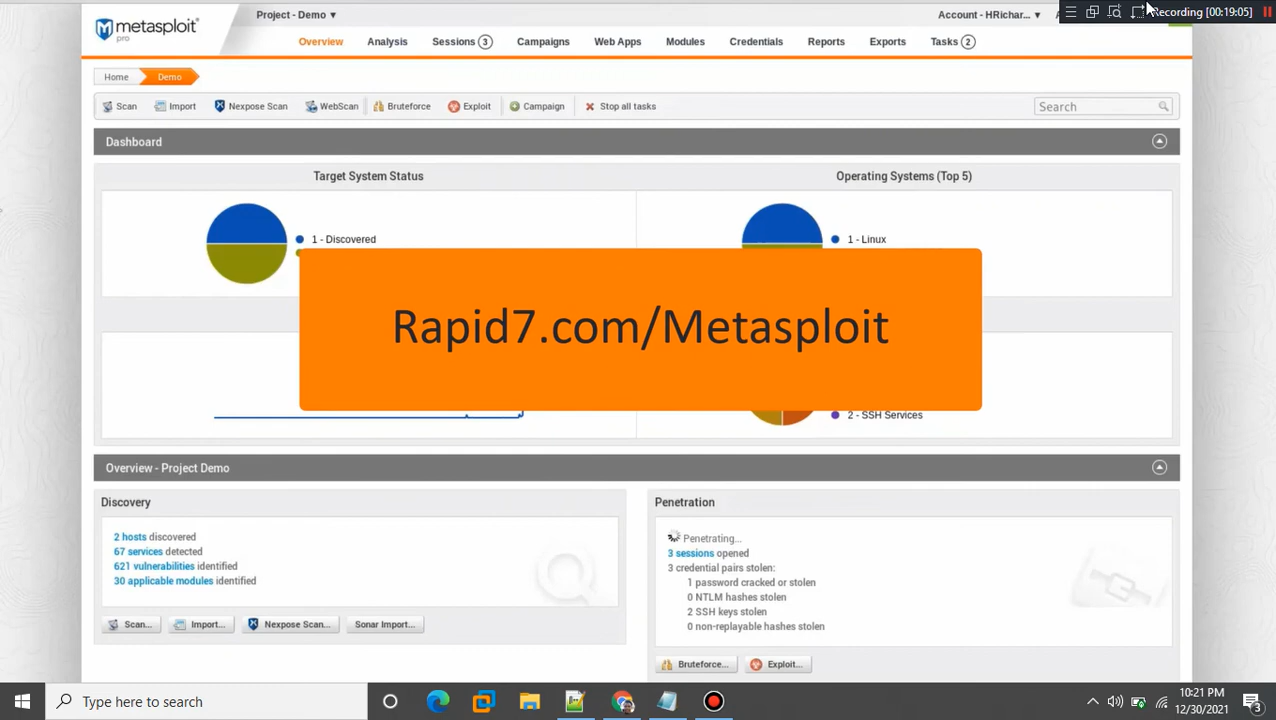 Recording [00:19:05]
metasploit
pro
Project - Demo ▼
Account - HRichar... ▼
Overview
Analysis
Sessions 3
Campaigns
Web Apps
Modules
Credentials
Reports
Exports
Tasks 2
Home
Demo
Scan
Import
Nexpose Scan
WebScan
Bruteforce
Exploit
Campaign
Stop all tasks
Search
Dashboard
Target System Status
1 - Discovered
Operating Systems (Top 5)
1 - Linux
Rapid7.com/Metasploit
2 - SSH Services
Overview - Project Demo
Discovery
2 hosts discovered
67 services detected
621 vulnerabilities identified
30 applicable modules identified
Scan...
Import...
Nexpose Scan...
Sonar Import...
Penetration
Penetrating...
3 sessions opened
3 credential pairs stolen:
1 password cracked or stolen
0 NTLM hashes stolen
2 SSH keys stolen
0 non-replayable hashes stolen
Bruteforce...
Exploit...
Type here to search
10:21 PM
12/30/2021
3